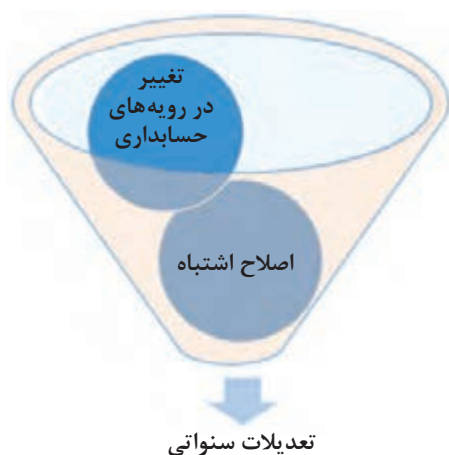 تغییر
در رویه‌های
حسابداری
اصلاح اشتباه
تعدیلات سنواتی